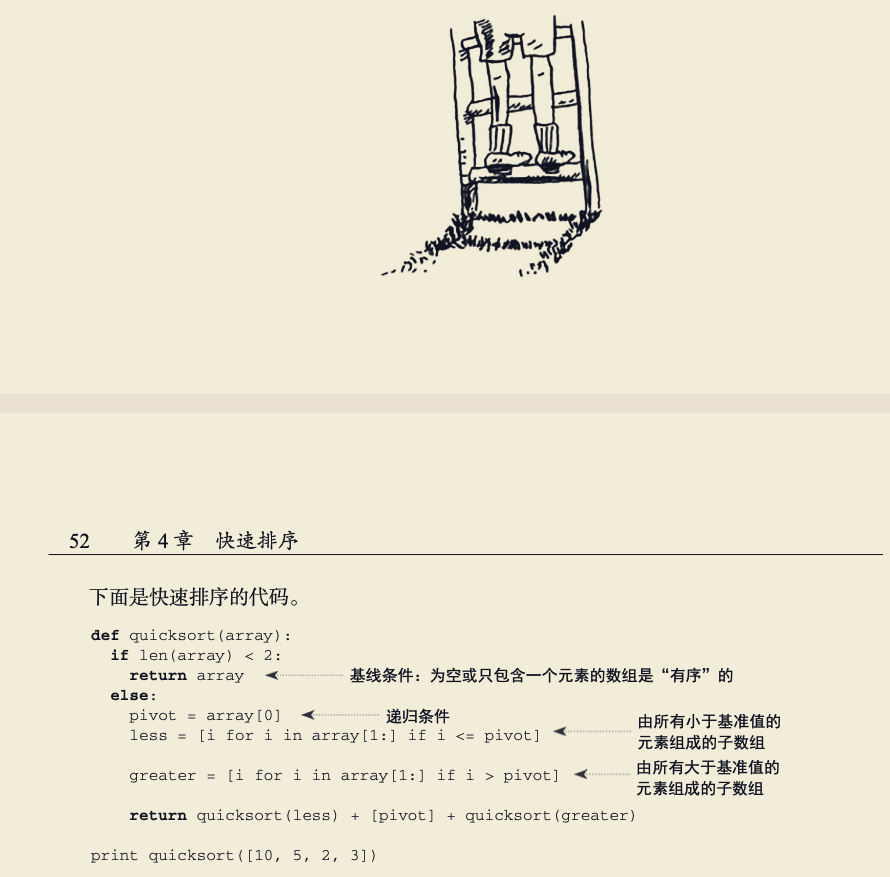 52 第 4 章 快速排序
下面是快速排序的代码。
def quicksort(array):
if len(array) < 2:
return array 基线条件：为空或只包含一个元素的数组是“有序”的
else:
pivot = array[0] 递归条件
less = [i for i in array[1:] if i <= pivot] 由所有小于基准值的
元素组成的子数组
greater = [i for i in array[1:] if i > pivot] 由所有大于基准值的
元素组成的子数组
return quicksort(less) + [pivot] + quicksort(greater)
print quicksort([10, 5, 2, 3])